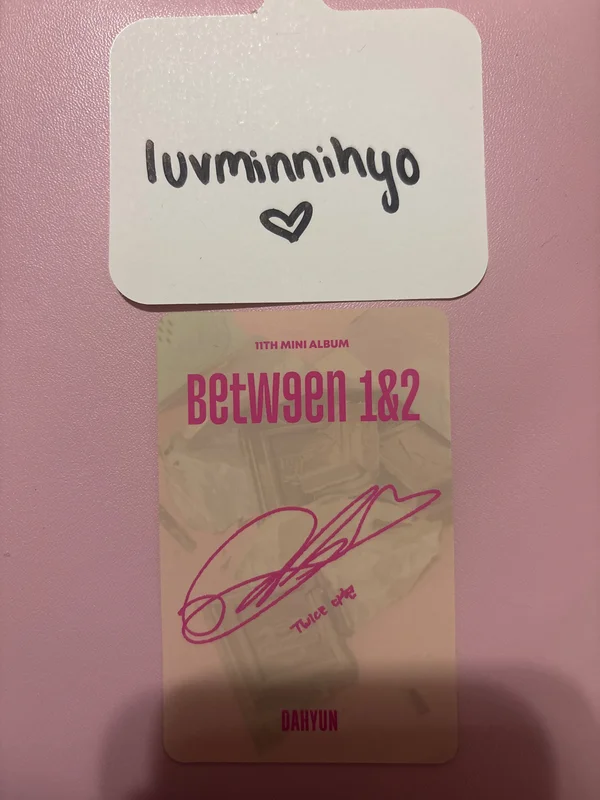 luvminnihyo
11TH MINI ALBUM
BetW9en 1&2
Twice 다현
DAHYUN